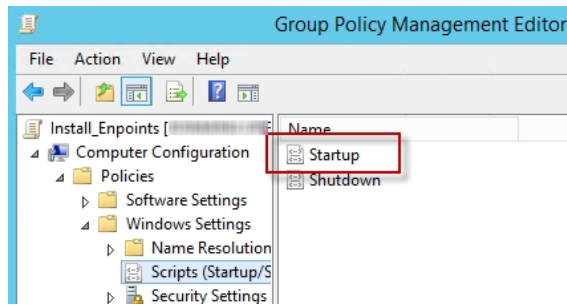 Group Policy Management Editor
File Action View Help
Install_Enpoints [
Name
Computer Configuration
Startup
Policies
Shutdown
Software Settings
Windows Settings
Name Resolution
Scripts (Startup/S
Security Settings